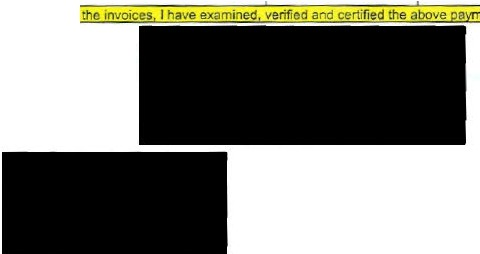 the invoices, I have examined, verified and certified the above paym